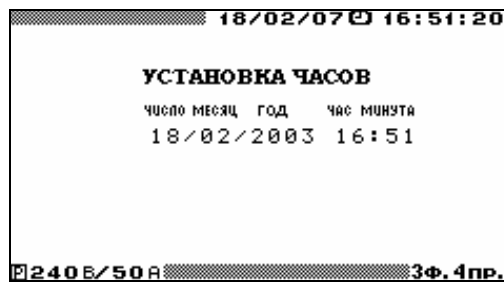 18/02/07 16:51:20
УСТАНОВКА ЧАСОВ
ЧИСЛО МЕСЯЦ ГОД ЧАС МИНУТА
18/02/2003 16:51
P 240В/50А 3Ф.4пр.